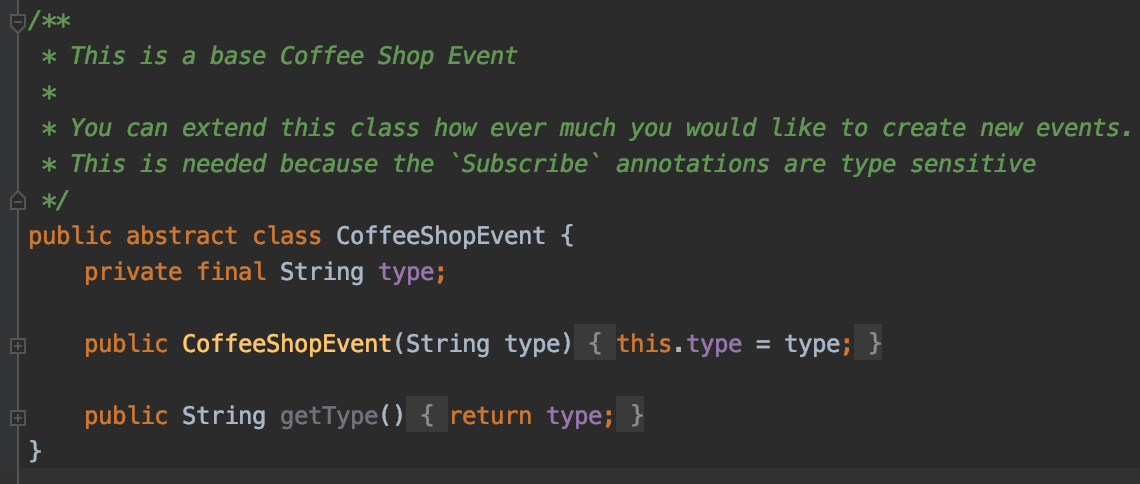 /**
 * This is a base Coffee Shop Event
 *
 * You can extend this class how ever much you would like to create new events.
 * This is needed because the `Subscribe` annotations are type sensitive
 */
public abstract class CoffeeShopEvent {
    private final String type;

    public CoffeeShopEvent(String type) { this.type = type; }

    public String getType() { return type; }
}